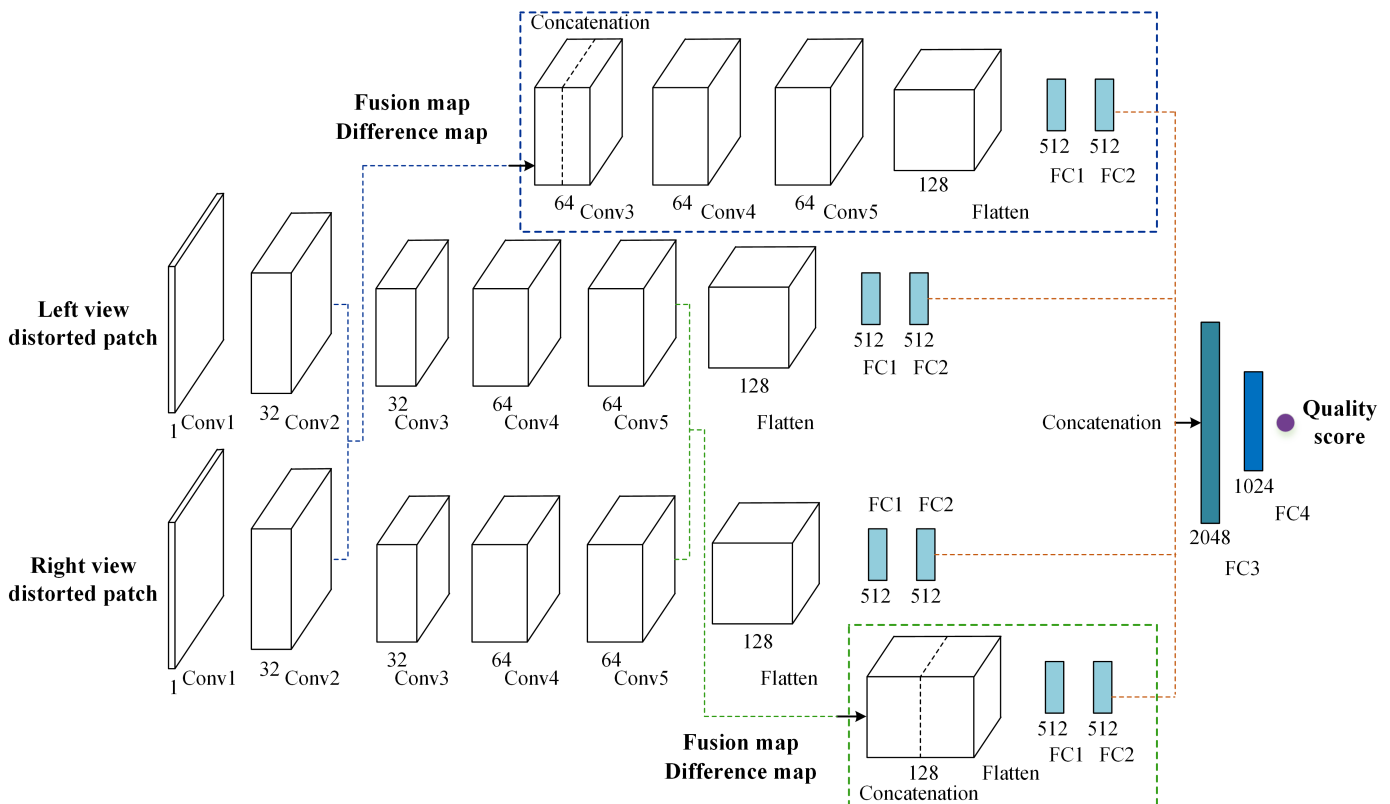 Concatenation
Fusion map
Difference map
64 Conv3 64 Conv4 64 Conv5 128 Flatten 512 FC1 512 FC2
Left view
distorted patch
1 Conv1 32 Conv2 32 Conv3 64 Conv4 64 Conv5 128 Flatten 512 FC1 512 FC2
Right view
distorted patch
1 Conv1 32 Conv2 32 Conv3 64 Conv4 64 Conv5 128 Flatten FC1 512 FC2 512
Fusion map
Difference map
128 Flatten 512 FC1 512 FC2
Concatenation
Concatenation
2048 FC3 1024 FC4
Quality
score